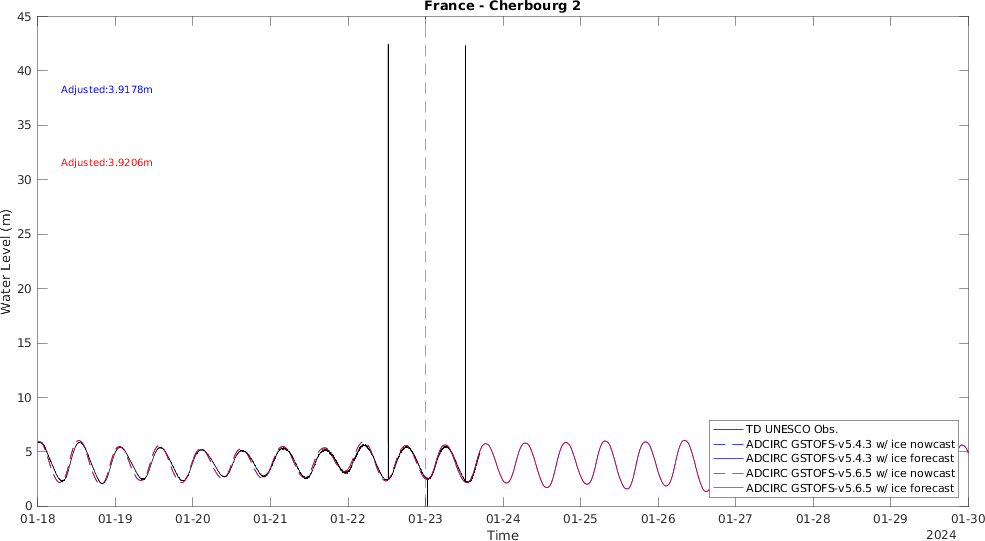 France - Cherbourg 2
45
40
35
30
25
20
15
10
5
0
Water Level (m)
Adjusted:3.9178m
Adjusted:3.9206m
TD UNESCO Obs.
ADCIRC GSTOFS-v5.4.3 w/ ice nowcast
ADCIRC GSTOFS-v5.4.3 w/ ice forecast
ADCIRC GSTOFS-v5.6.5 w/ ice nowcast
ADCIRC GSTOFS-v5.6.5 w/ ice forecast
01-18 01-19 01-20 01-21 01-22 01-23 01-24 01-25 01-26 01-27 01-28 01-29 01-30
Time
2024